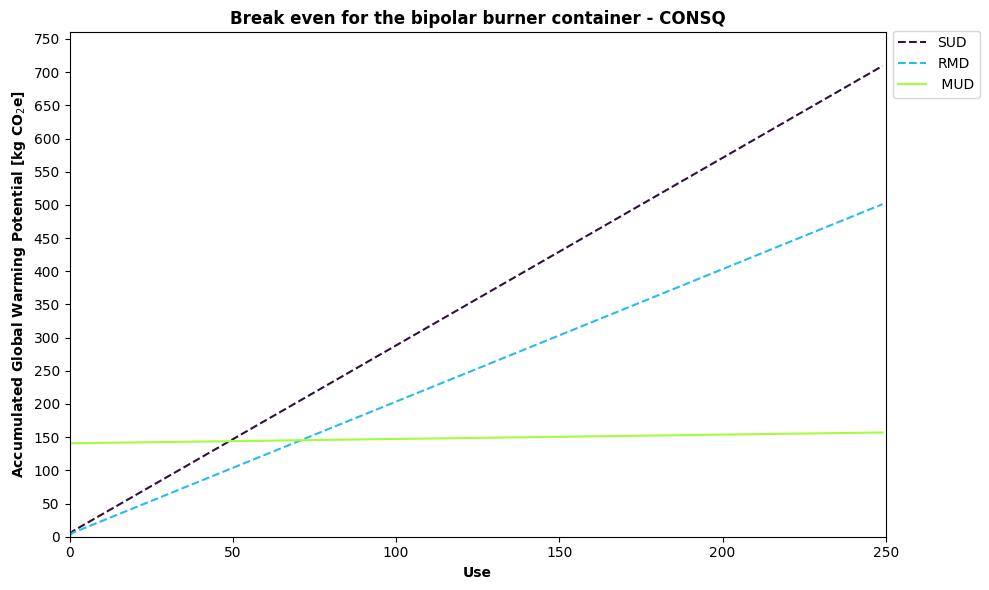 Break even for the bipolar burner container - CONSQ
SUD
RMD
MUD
Accumulated Global Warming Potential [kg CO₂e]
750
700
650
600
550
500
450
400
350
300
250
200
150
100
50
0
0 50 100 150 200 250
Use